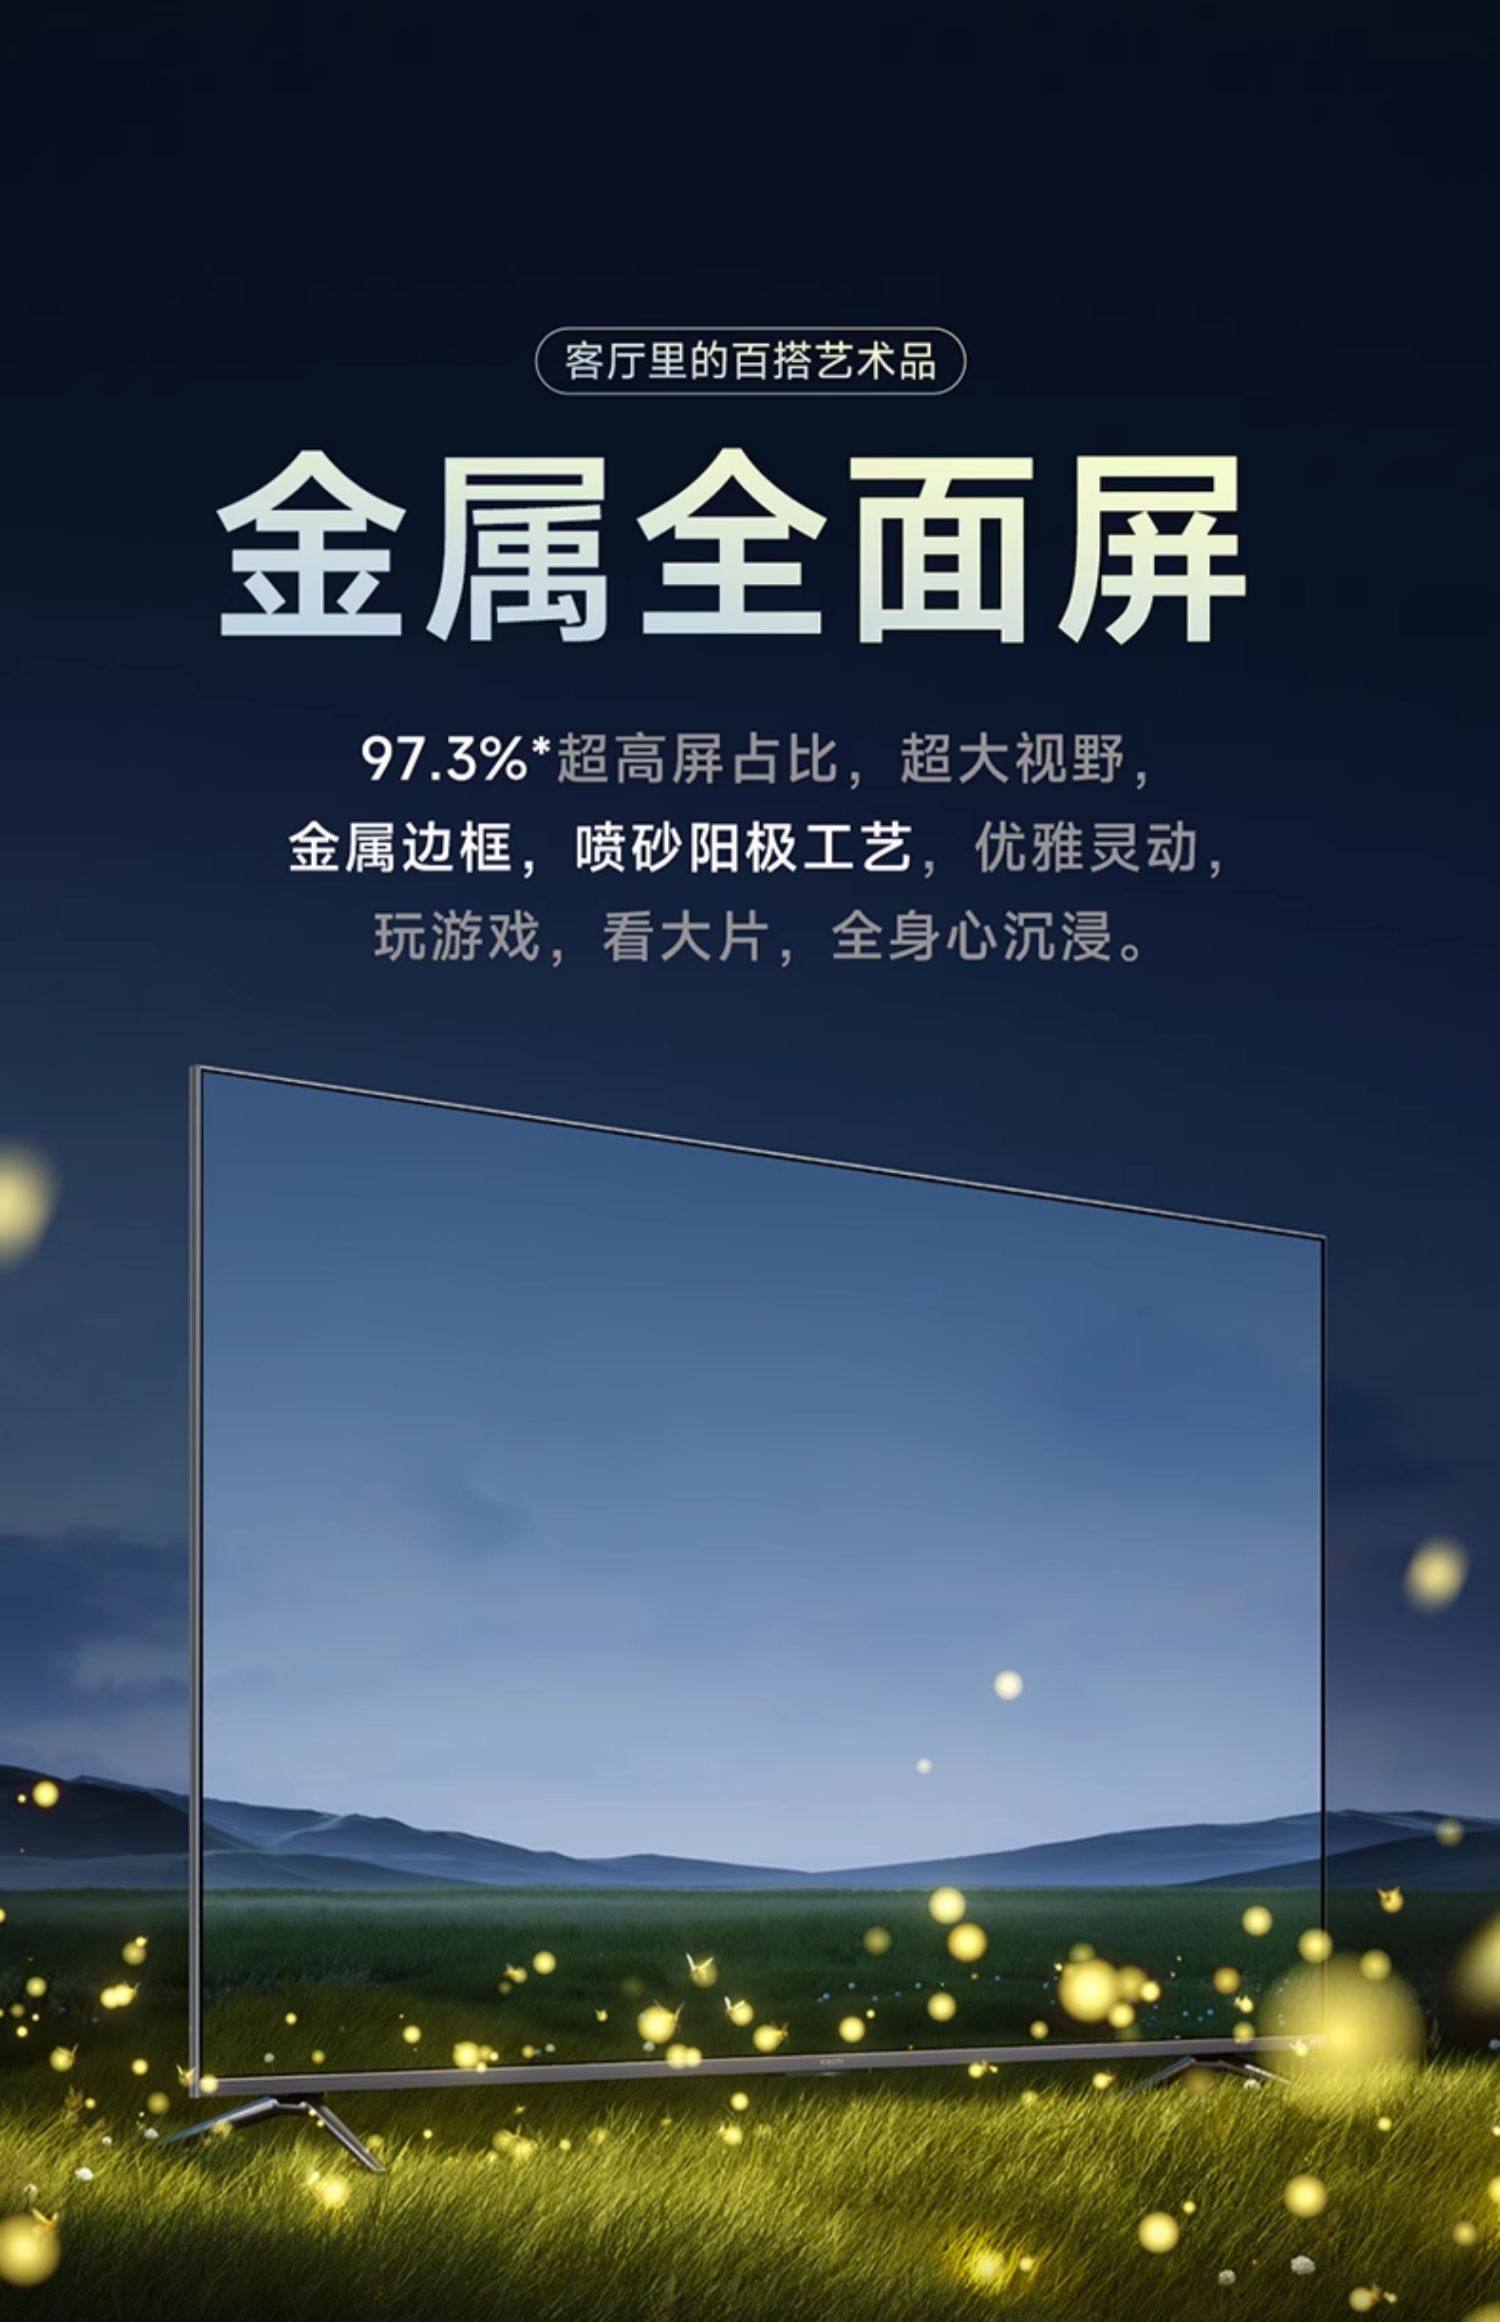 客厅里的百搭艺术品
金属全面屏
97.3%*超高屏占比，超大视野，
金属边框，喷砂阳极工艺，优雅灵动，
玩游戏，看大片，全身心沉浸。
xiaomi